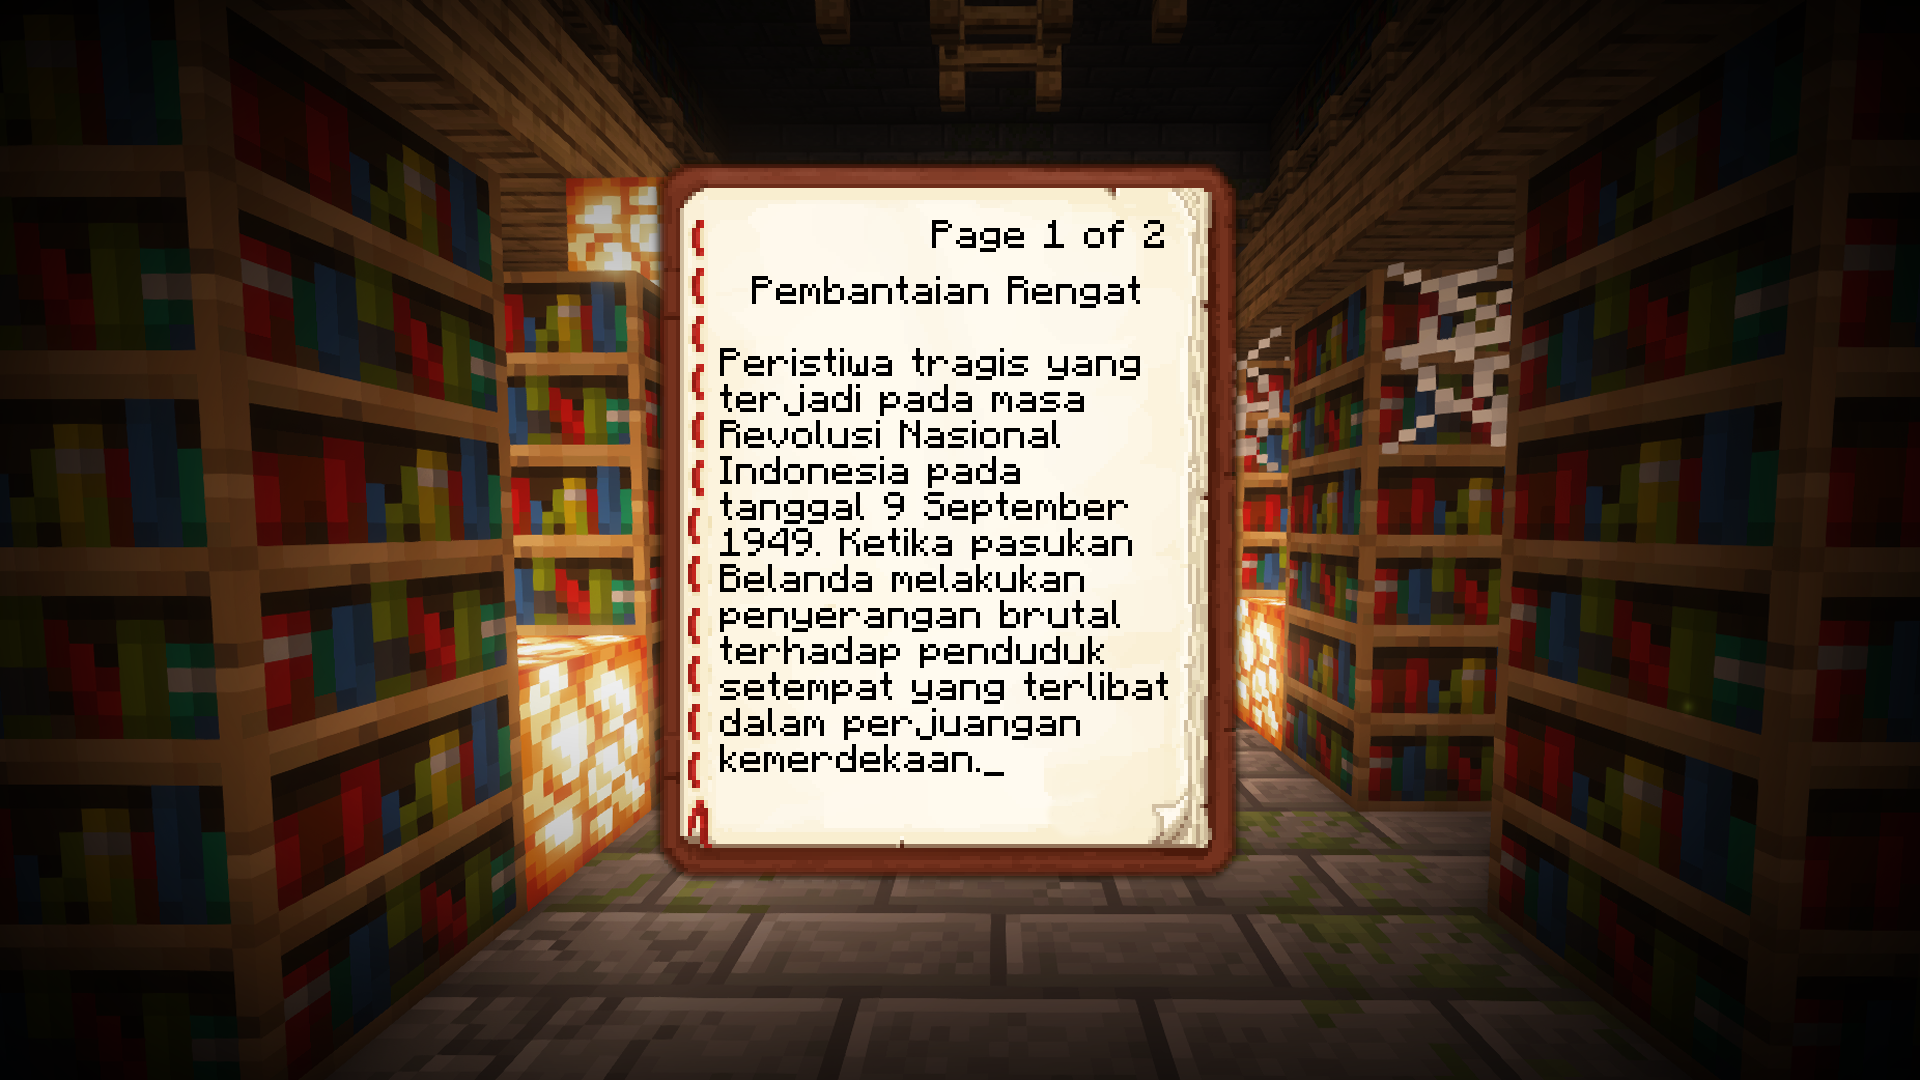 Page 1 of 2
Pembantaian Rengat
Peristiwa tragis yang
terjadi pada masa
Revolusi Nasional
Indonesia pada
tanggal 9 September
1949. Ketika pasukan
Belanda melakukan
penyerangan brutal
terhadap penduduk
setempat yang terlibat
dalam perjuangan
kemerdekaan._